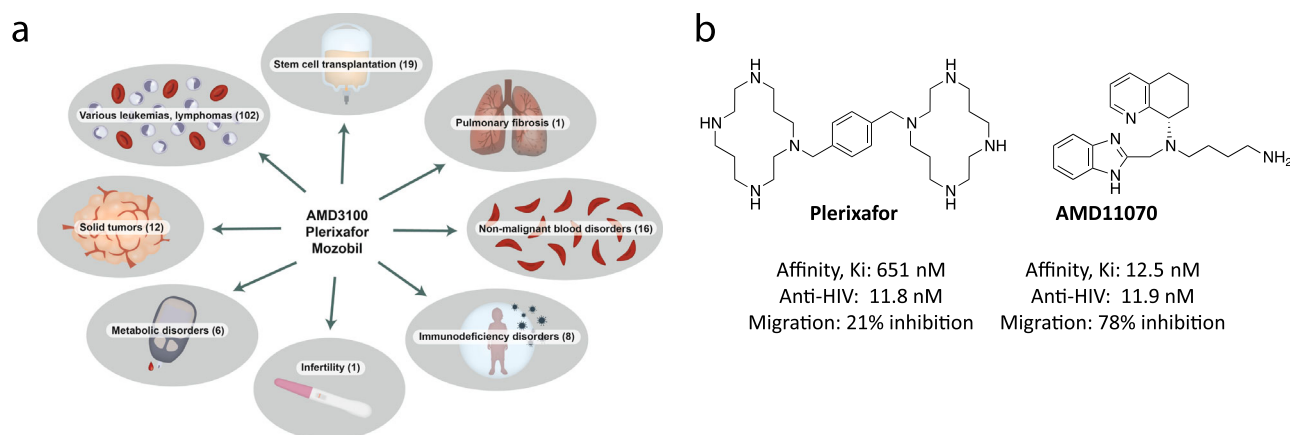 a
Stem cell transplantation (19)
Various leukemias, lymphomas (102)
Pulmonary fibrosis (1)
Solid tumors (12)
AMD3100
Plerixafor
Mozobil
Non-malignant blood disorders (16)
Metabolic disorders (6)
Immunodeficiency disorders (8)
Infertility (1)
b
H
N
H
N
NH
HN
N
N
NH
NH
N
H
N
H
Plerixafor
Affinity, Ki: 651 nM
Anti-HIV: 11.8 nM
Migration: 21% inhibition
N
N
N
N
H
NH2
AMD11070
Affinity, Ki: 12.5 nM
Anti-HIV: 11.9 nM
Migration: 78% inhibition